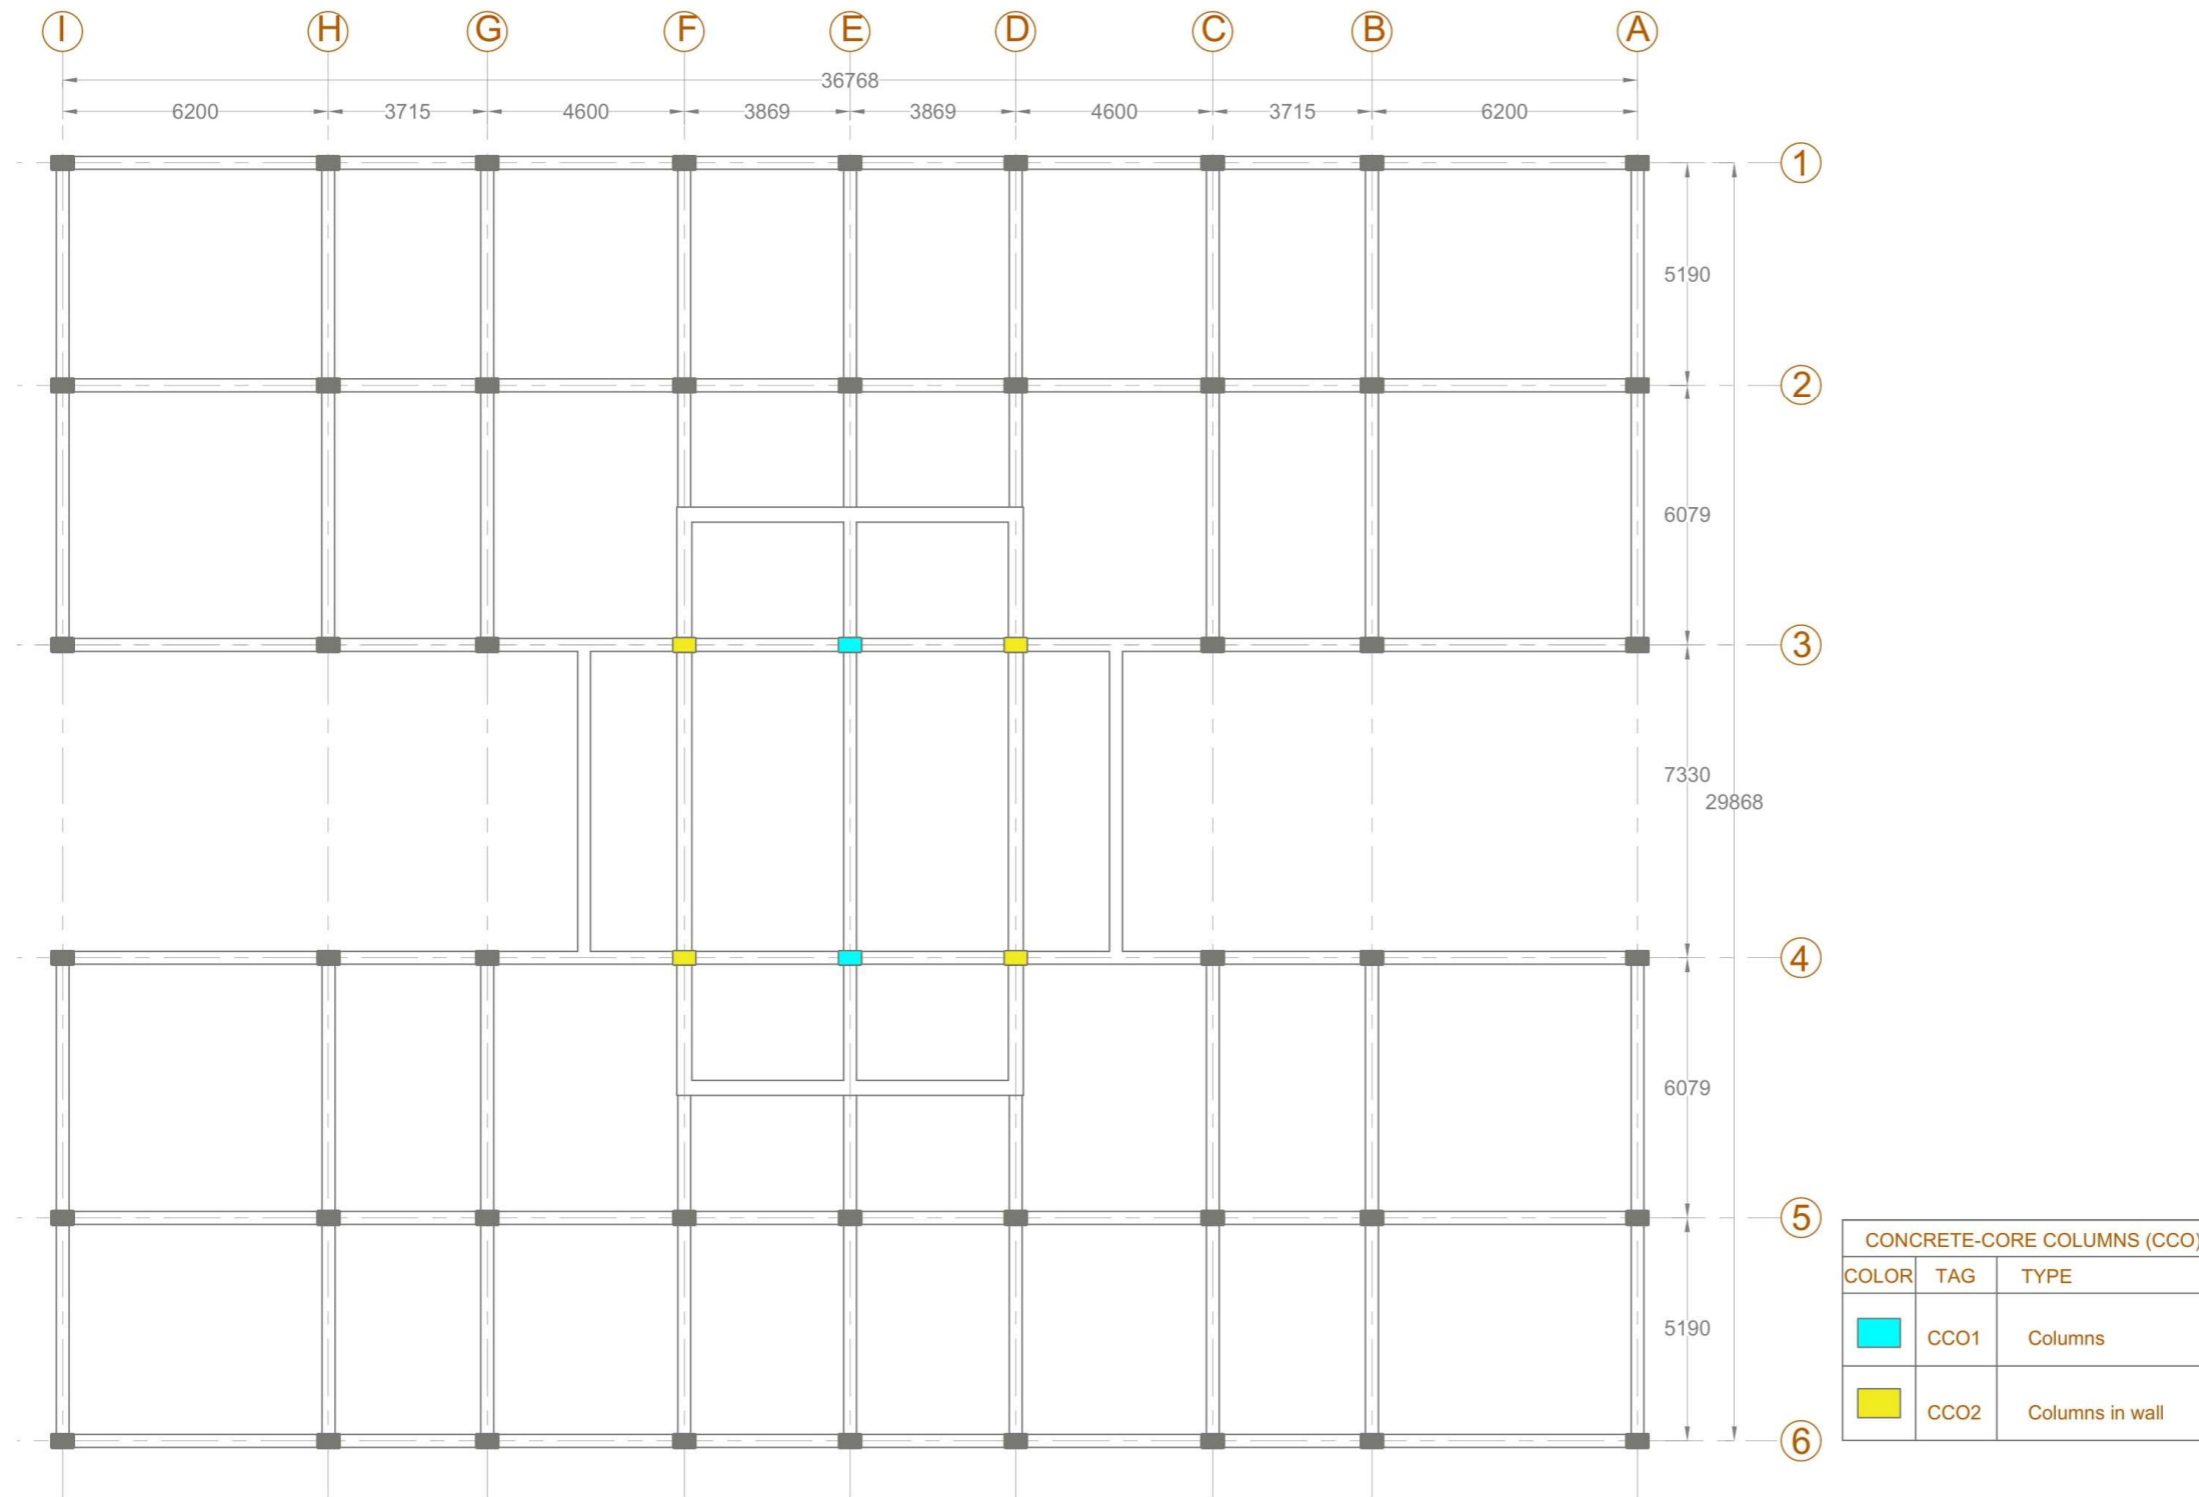 I H G F E D C B A
36768
6200 3715 4600 3869 3869 4600 3715 6200
1
5190
2
6079
3
7330
29868
4
6079
5
5190
6
CONCRETE-CORE COLUMNS (CCO)
COLOR TAG TYPE
CCO1 Columns
CCO2 Columns in wall